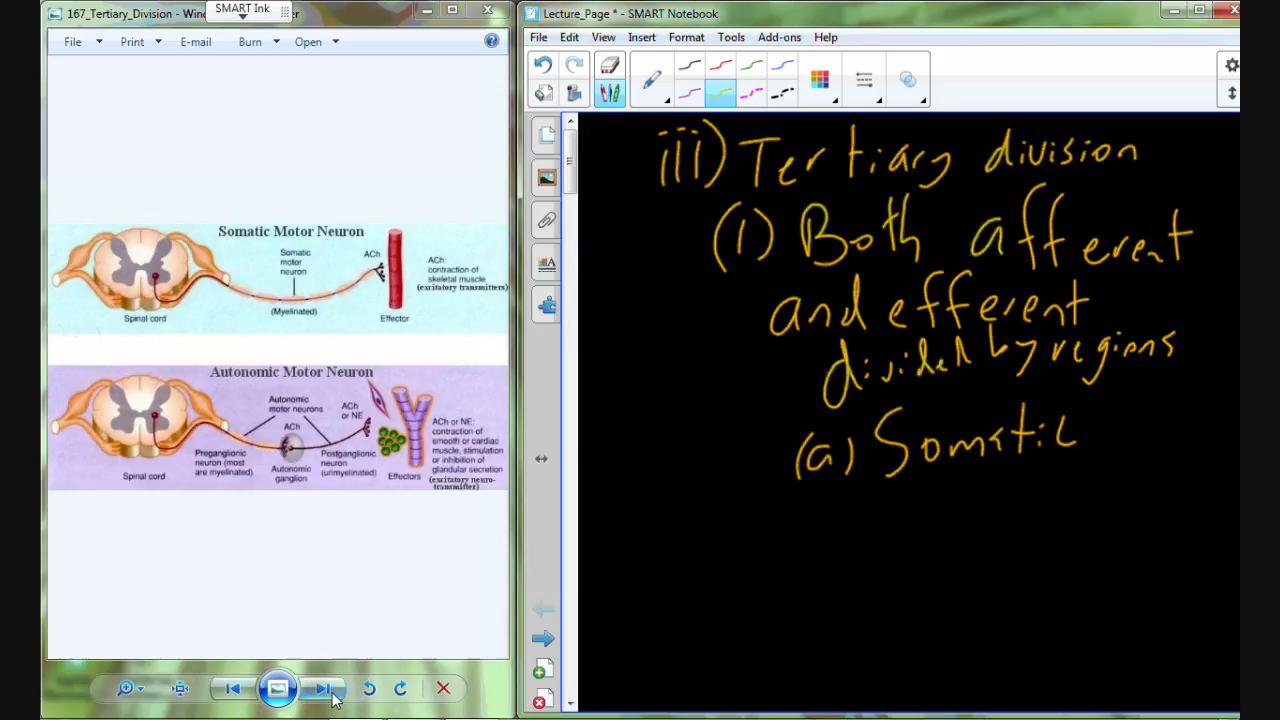 167_Tertiary_Division - Win
SMART Ink
er
File Print E-mail Burn Open
Somatic Motor Neuron
Somatic
motor
neuron
ACh
ACh:
contraction of
skeletal muscle
(excitatory transmitters)
(Myelinated)
Spinal cord
Effector
Autonomic Motor Neuron
Autonomic
motor neurons
ACh
or NE
ACh
ACh or NE:
contraction of
smooth or cardiac
muscle, stimulation
or inhibition of
glandular secretion
(excitatory neuro-
transmitter)
Preganglionic
neuron (most
are myelinated)
Autonomic
ganglion
Postganglionic
neuron
(unmyelinated)
Spinal cord
Effectors
Lecture_Page * - SMART Notebook
File Edit View Insert Format Tools Add-ons Help
iii) Tertiary division
(1) Both afferent
and efferent
divided by regions
(a) Somatic